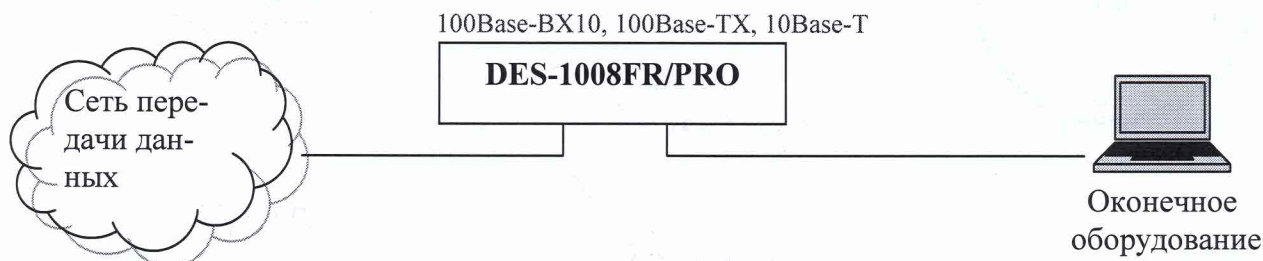 100Base-BX10, 100Base-TX, 10Base-T
DES-1008FR/PRO
Сеть пере-
дачи дан-
ных
Оконечное
оборудование